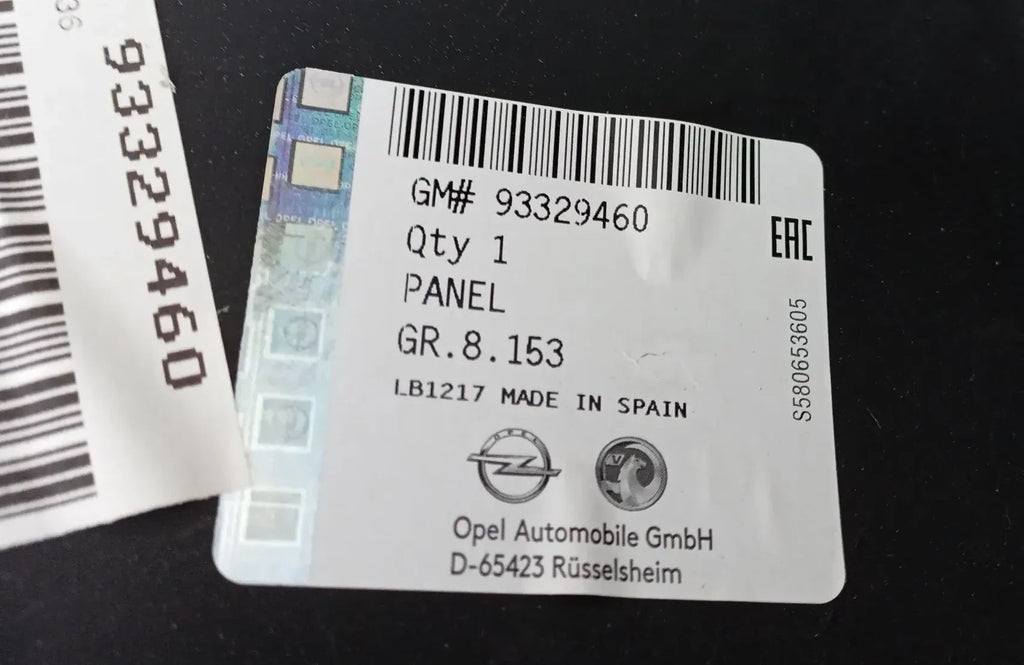 36
93329460
GM# 93329460
Qty 1
PANEL
GR.8.153
LB1217 MADE IN SPAIN
EAC
S580653605
OPEL
V
Opel Automobile GmbH
D-65423 Rüsselsheim